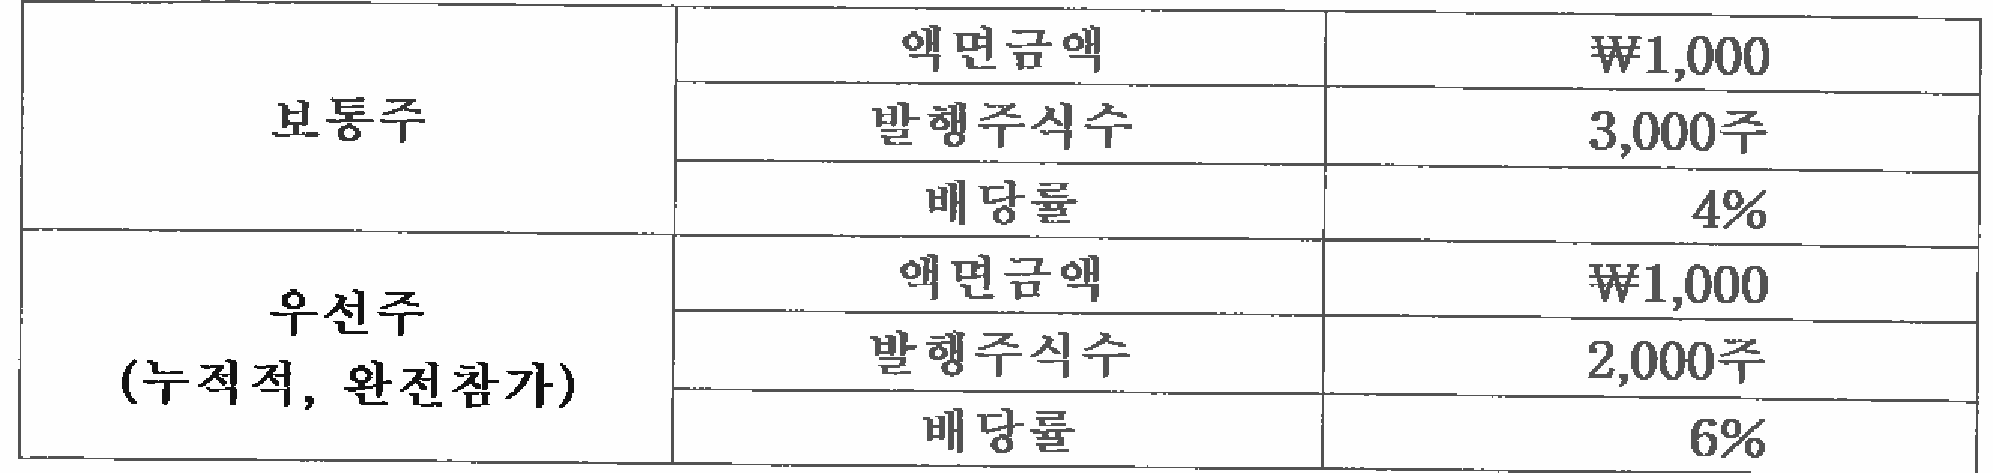 보통주
액면금액 ₩1,000
발행주식수 3,000주
배당률 4%
우선주
(누적적, 완전참가)
액면금액 ₩1,000
발행주식수 2,000주
배당률 6%